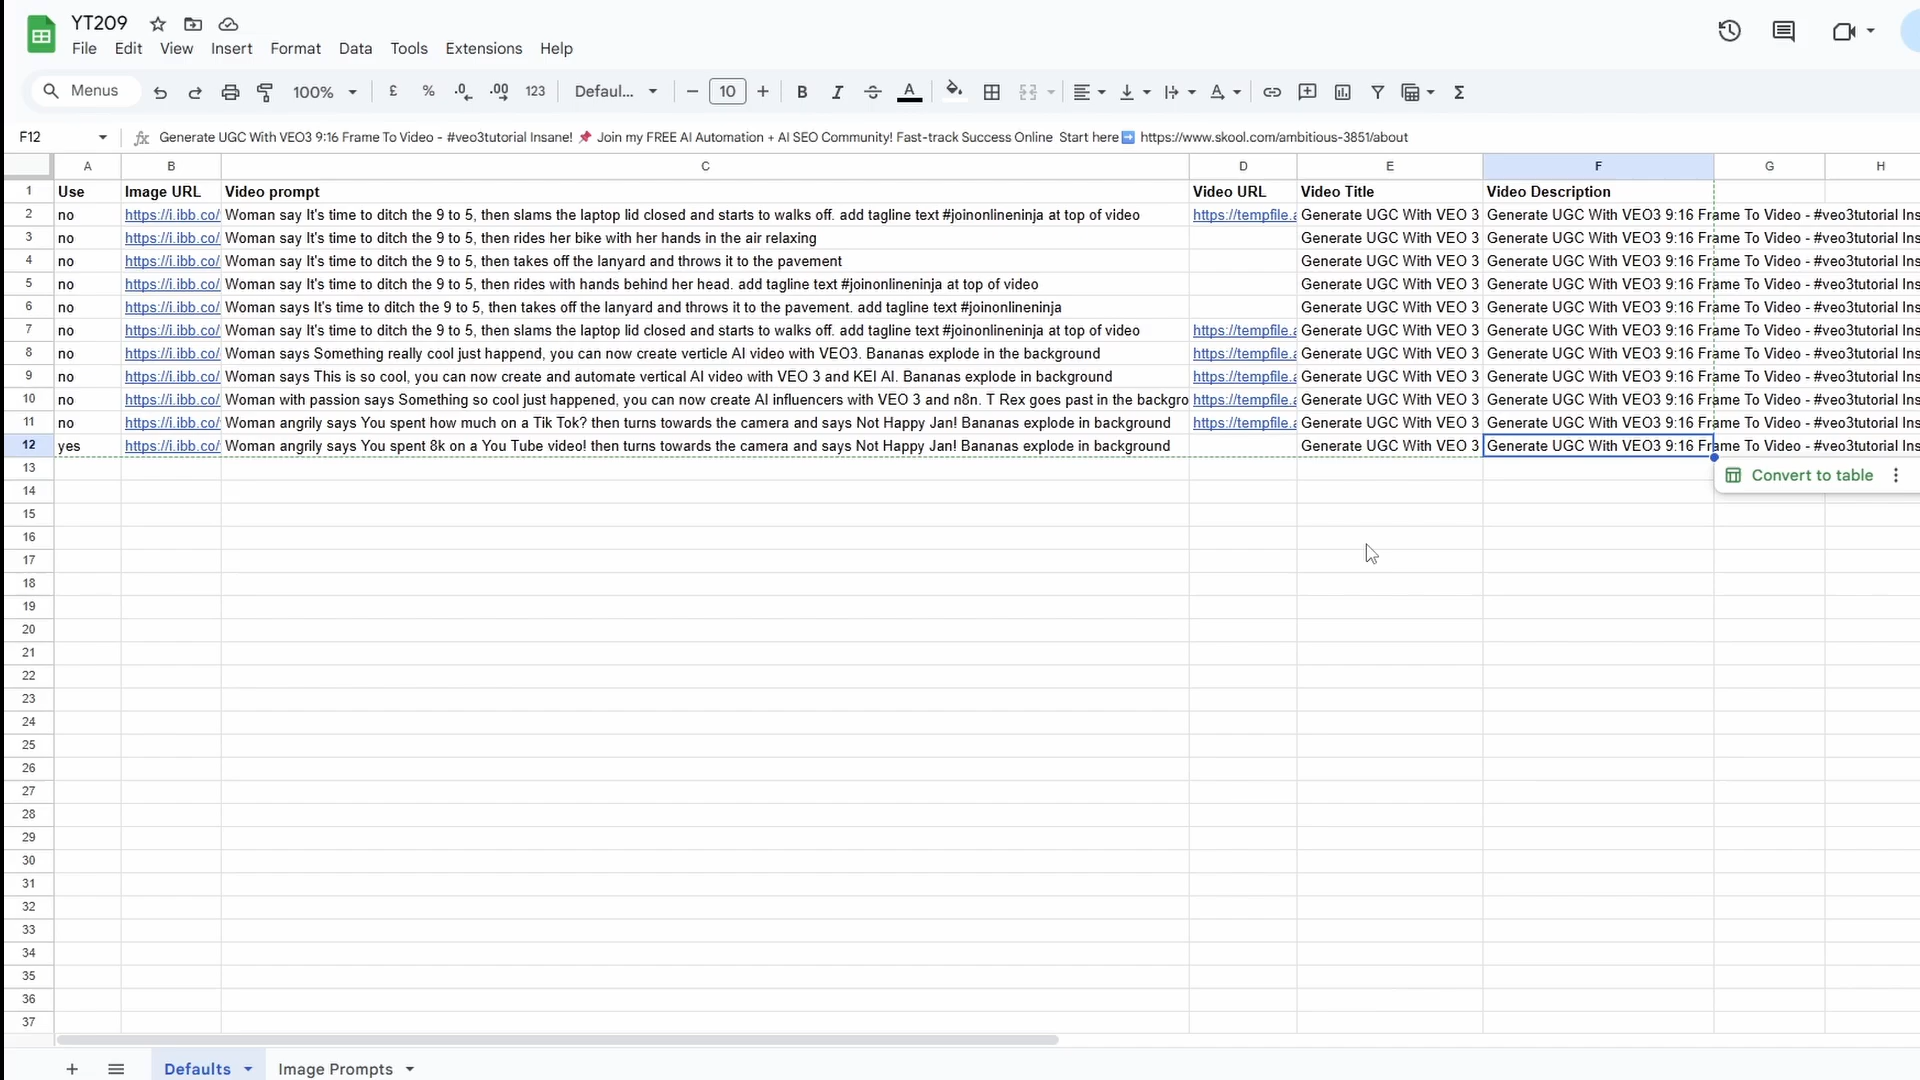 YT209
File Edit View Insert Format Data Tools Extensions Help
Menus 100% £ % .0 .00 123 Defaul... 10 B I A A Σ
F12 fx Generate UGC With VEO3 9:16 Frame To Video - #veo3tutorial Insane! 📌 Join my FREE AI Automation + AI SEO Community! Fast-track Success Online Start here➡️ https://www.skool.com/ambitious-3851/about
A B C D E F G H
1 Use Image URL Video prompt Video URL Video Title Video Description
2 no https://i.ibb.co/ Woman say It's time to ditch the 9 to 5, then slams the laptop lid closed and starts to walks off. add tagline text #joinonlineninja at top of video https://tempfile.a Generate UGC With VEO 3 Generate UGC With VEO3 9:16 Frame To Video - #veo3tutorial Ins
3 no https://i.ibb.co/ Woman say It's time to ditch the 9 to 5, then rides her bike with her hands in the air relaxing Generate UGC With VEO 3 Generate UGC With VEO3 9:16 Frame To Video - #veo3tutorial Ins
4 no https://i.ibb.co/ Woman say It's time to ditch the 9 to 5, then takes off the lanyard and throws it to the pavement Generate UGC With VEO 3 Generate UGC With VEO3 9:16 Frame To Video - #veo3tutorial Ins
5 no https://i.ibb.co/ Woman say It's time to ditch the 9 to 5, then rides with hands behind her head. add tagline text #joinonlineninja at top of video Generate UGC With VEO 3 Generate UGC With VEO3 9:16 Frame To Video - #veo3tutorial Ins
6 no https://i.ibb.co/ Woman says It's time to ditch the 9 to 5, then takes off the lanyard and throws it to the pavement. add tagline text #joinonlineninja Generate UGC With VEO 3 Generate UGC With VEO3 9:16 Frame To Video - #veo3tutorial Ins
7 no https://i.ibb.co/ Woman say It's time to ditch the 9 to 5, then slams the laptop lid closed and starts to walks off. add tagline text #joinonlineninja at top of video https://tempfile.a Generate UGC With VEO 3 Generate UGC With VEO3 9:16 Frame To Video - #veo3tutorial Ins
8 no https://i.ibb.co/ Woman says Something really cool just happend, you can now create verticle AI video with VEO3. Bananas explode in the background https://tempfile.a Generate UGC With VEO 3 Generate UGC With VEO3 9:16 Frame To Video - #veo3tutorial Ins
9 no https://i.ibb.co/ Woman says This is so cool, you can now create and automate vertical AI video with VEO 3 and KEI AI. Bananas explode in background https://tempfile.a Generate UGC With VEO 3 Generate UGC With VEO3 9:16 Frame To Video - #veo3tutorial Ins
10 no https://i.ibb.co/ Woman with passion says Something so cool just happened, you can now create AI influencers with VEO 3 and n8n. T Rex goes past in the backgro https://tempfile.a Generate UGC With VEO 3 Generate UGC With VEO3 9:16 Frame To Video - #veo3tutorial Ins
11 no https://i.ibb.co/ Woman angrily says You spent how much on a Tik Tok? then turns towards the camera and says Not Happy Jan! Bananas explode in background https://tempfile.a Generate UGC With VEO 3 Generate UGC With VEO3 9:16 Frame To Video - #veo3tutorial Ins
12 yes https://i.ibb.co/ Woman angrily says You spent 8k on a You Tube video! then turns towards the camera and says Not Happy Jan! Bananas explode in background Generate UGC With VEO 3 Generate UGC With VEO3 9:16 Frame To Video - #veo3tutorial Ins
13
Convert to table
14
15
16
17
18
19
20
21
22
23
24
25
26
27
28
29
30
31
32
33
34
35
36
37
Defaults Image Prompts